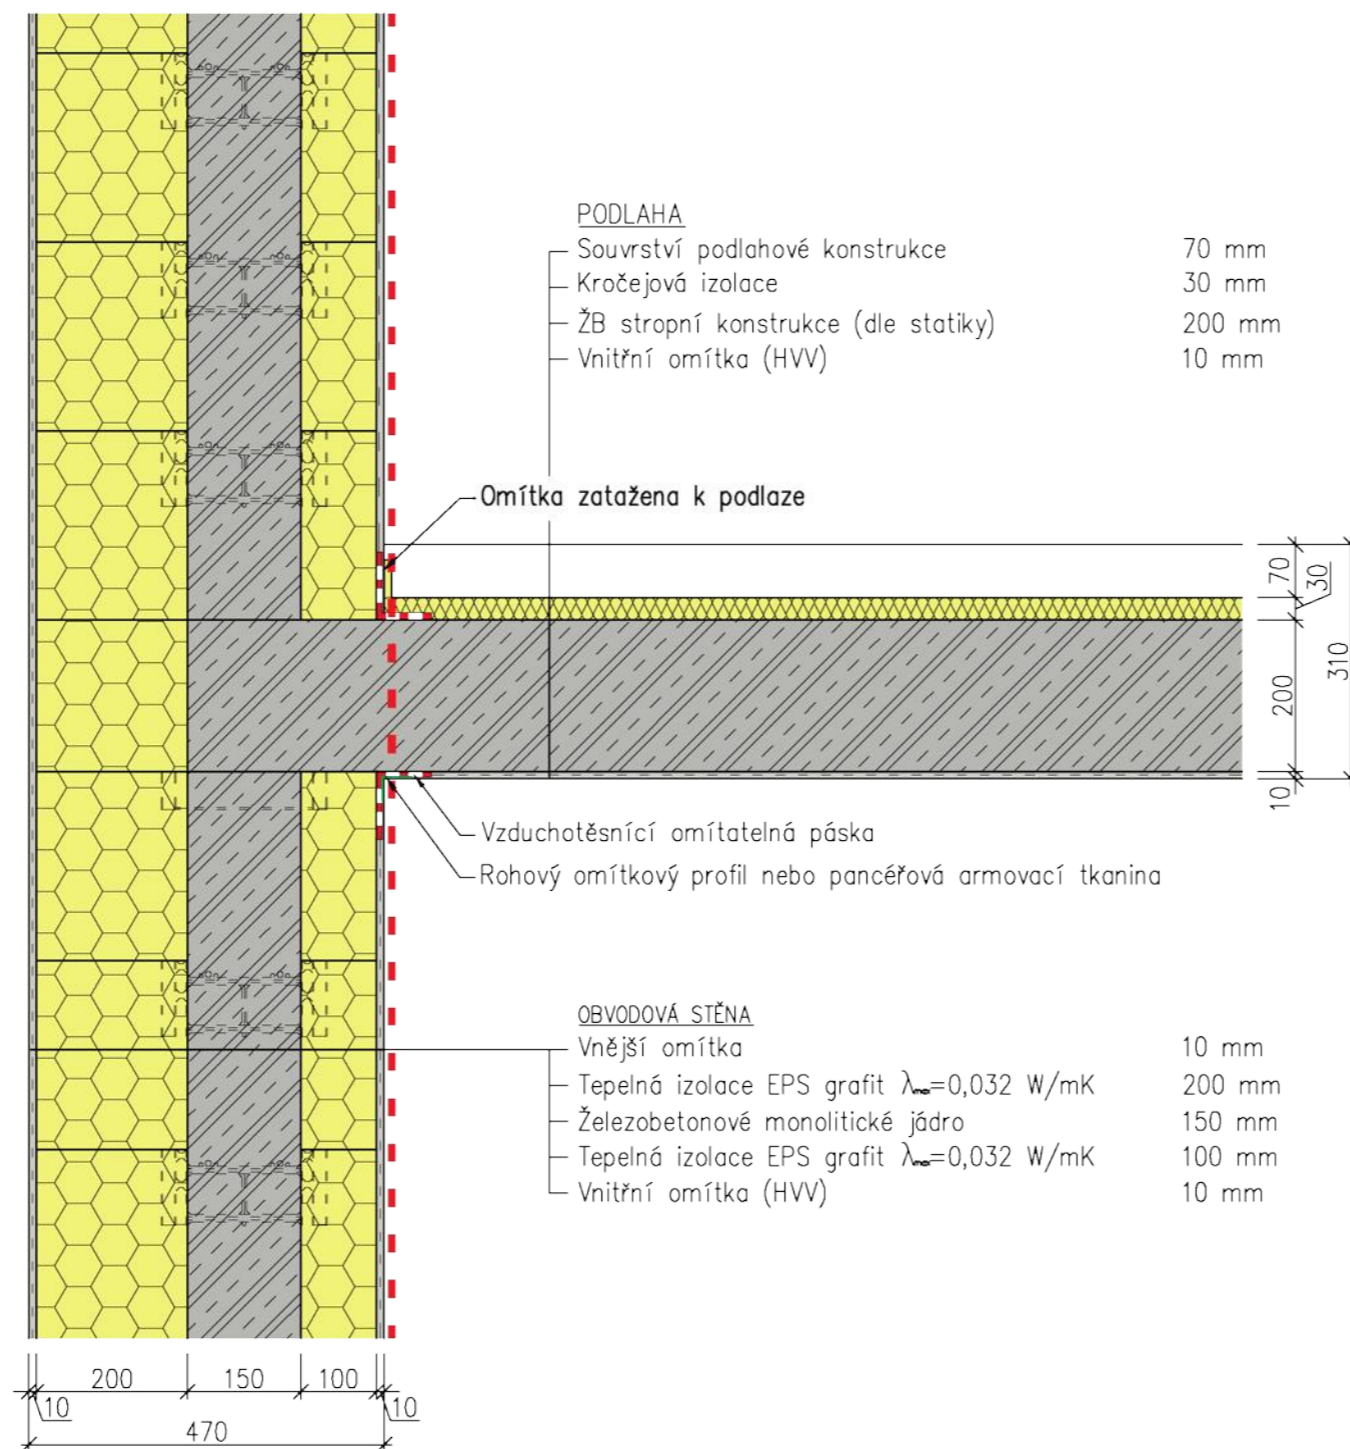 PODLAHA
Souvrství podlahové konstrukce 70 mm
Kročejová izolace 30 mm
ŽB stropní konstrukce (dle statiky) 200 mm
Vnitřní omítka (HVV) 10 mm
Omítka zatažena k podlaze
70
30
200
310
10
Vzduchotěsnící omítatelná páska
Rohový omítkový profil nebo pancéřová armovací tkanina
OBVODOVÁ STĚNA
Vnější omítka 10 mm
Tepelná izolace EPS grafit λ=0,032 W/mK 200 mm
Železobetonové monolitické jádro 150 mm
Tepelná izolace EPS grafit λ=0,032 W/mK 100 mm
Vnitřní omítka (HVV) 10 mm
200 150 100
10 10
470